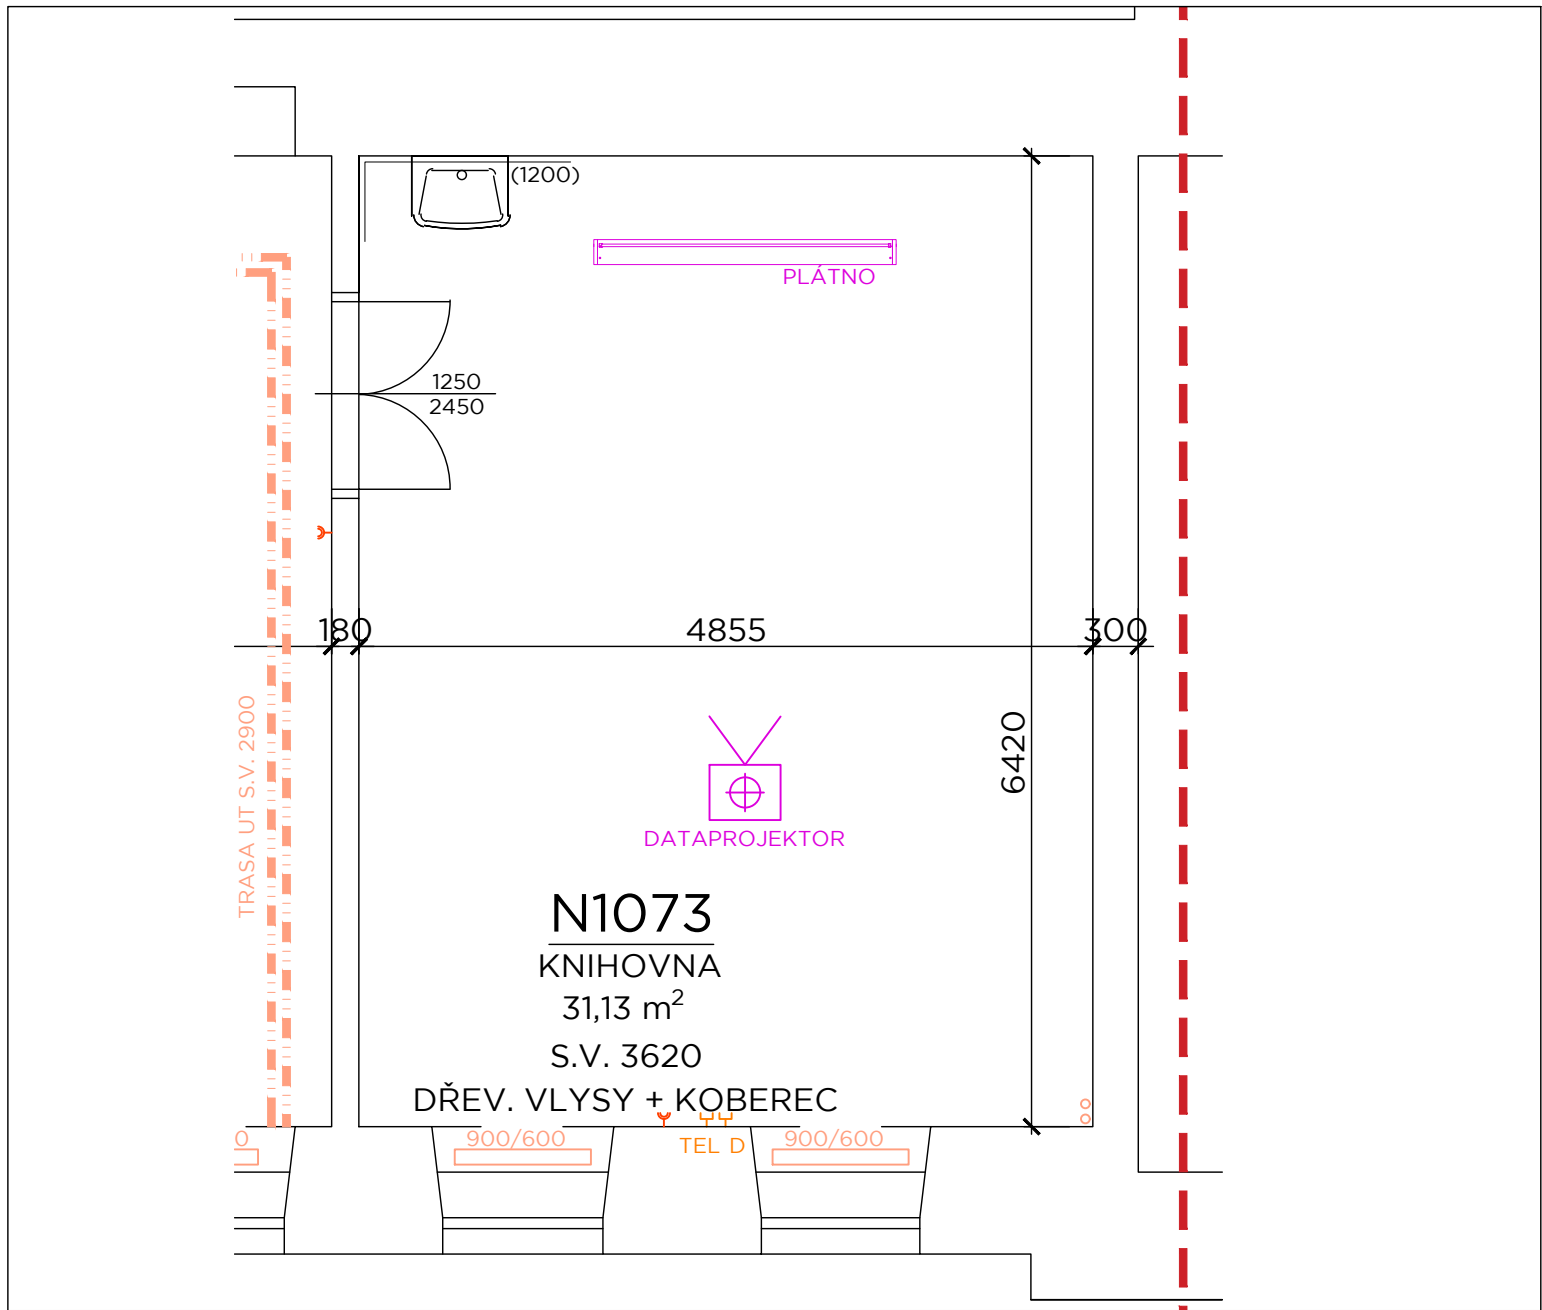 (1200)
PLÁTNO
1250
2450
180
4855
300
6420
TRASA UT S.V. 2900
DATAPROJEKTOR
N1073
KNIHOVNA
31,13 m²
S.V. 3620
DŘEV. VLYSY + KOBEREC
0
900/600
TEL D
900/600